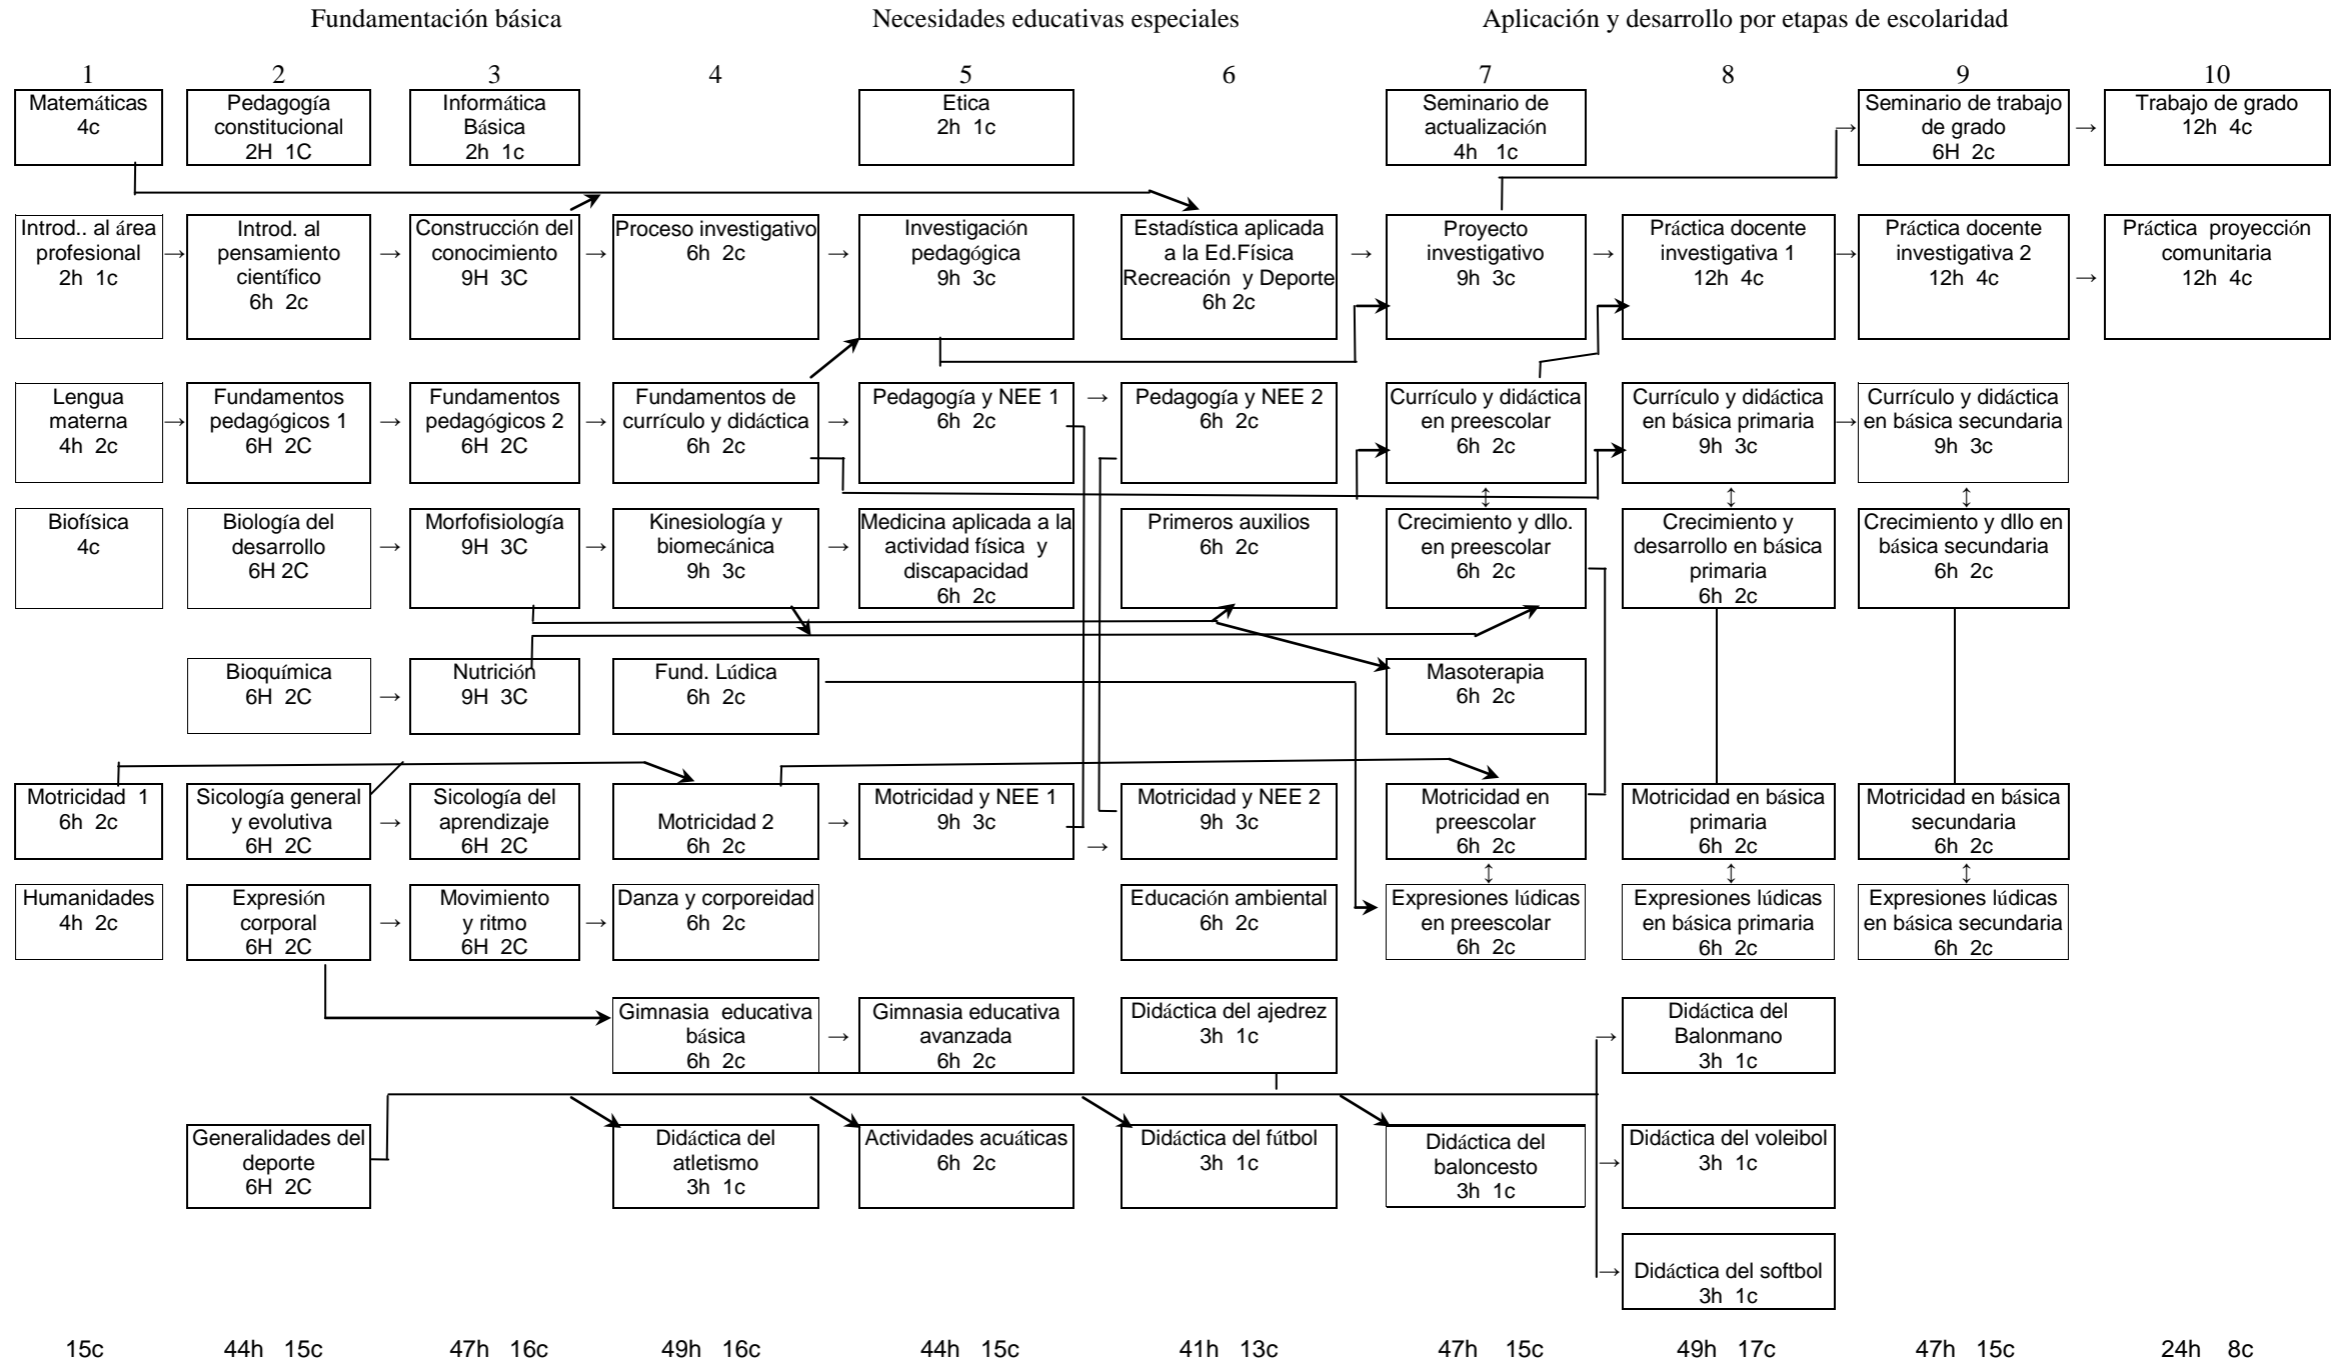 Fundamentación básica
Necesidades educativas especiales
Aplicación y desarrollo por etapas de escolaridad
1
2
3
4
5
6
7
8
9
10
Matemáticas
4c
Pedagogía
constitucional
2H 1C
Informática
Básica
2h 1c
Etica
2h 1c
Seminario de
actualización
4h 1c
Seminario de trabajo
de grado
6H 2c
Trabajo de grado
12h 4c
Introd.. al área
profesional
2h 1c
Introd. al
pensamiento
científico
6h 2c
Construcción del
conocimiento
9H 3C
Proceso investigativo
6h 2c
Investigación
pedagógica
9h 3c
Estadística aplicada
a la Ed.Física
Recreación y Deporte
6h 2c
Proyecto
investigativo
9h 3c
Práctica docente
investigativa 1
12h 4c
Práctica docente
investigativa 2
12h 4c
Práctica proyección
comunitaria
12h 4c
Lengua
materna
4h 2c
Fundamentos
pedagógicos 1
6H 2C
Fundamentos
pedagógicos 2
6H 2C
Fundamentos de
currículo y didáctica
6h 2c
Pedagogía y NEE 1
6h 2c
Pedagogía y NEE 2
6h 2c
Currículo y didáctica
en preescolar
6h 2c
Currículo y didáctica
en básica primaria
9h 3c
Currículo y didáctica
en básica secundaria
9h 3c
Biofísica
4c
Biología del
desarrollo
6H 2C
Morfofisiología
9H 3C
Kinesiología y
biomecánica
9h 3c
Medicina aplicada a la
actividad física y
discapacidad
6h 2c
Primeros auxilios
6h 2c
Crecimiento y dllo.
en preescolar
6h 2c
Crecimiento y
desarrollo en básica
primaria
6h 2c
Crecimiento y dllo en
básica secundaria
6h 2c
Bioquímica
6H 2C
Nutrición
9H 3C
Fund. Lúdica
6h 2c
Masoterapia
6h 2c
Motricidad 1
6h 2c
Sicología general
y evolutiva
6H 2C
Sicología del
aprendizaje
6H 2C
Motricidad 2
6h 2c
Motricidad y NEE 1
9h 3c
Motricidad y NEE 2
9h 3c
Motricidad en
preescolar
6h 2c
Motricidad en básica
primaria
6h 2c
Motricidad en básica
secundaria
6h 2c
Humanidades
4h 2c
Expresión
corporal
6H 2C
Movimiento
y ritmo
6H 2C
Danza y corporeidad
6h 2c
Educación ambiental
6h 2c
Expresiones lúdicas
en preescolar
6h 2c
Expresiones lúdicas
en básica primaria
6h 2c
Expresiones lúdicas
en básica secundaria
6h 2c
Gimnasia educativa
básica
6h 2c
Gimnasia educativa
avanzada
6h 2c
Didáctica del ajedrez
3h 1c
Didáctica del
Balonmano
3h 1c
Generalidades del
deporte
6H 2C
Didáctica del
atletismo
3h 1c
Actividades acuáticas
6h 2c
Didáctica del fútbol
3h 1c
Didáctica del
baloncesto
3h 1c
Didáctica del voleibol
3h 1c
Didáctica del softbol
3h 1c
15c
44h 15c
47h 16c
49h 16c
44h 15c
41h 13c
47h 15c
49h 17c
47h 15c
24h 8c